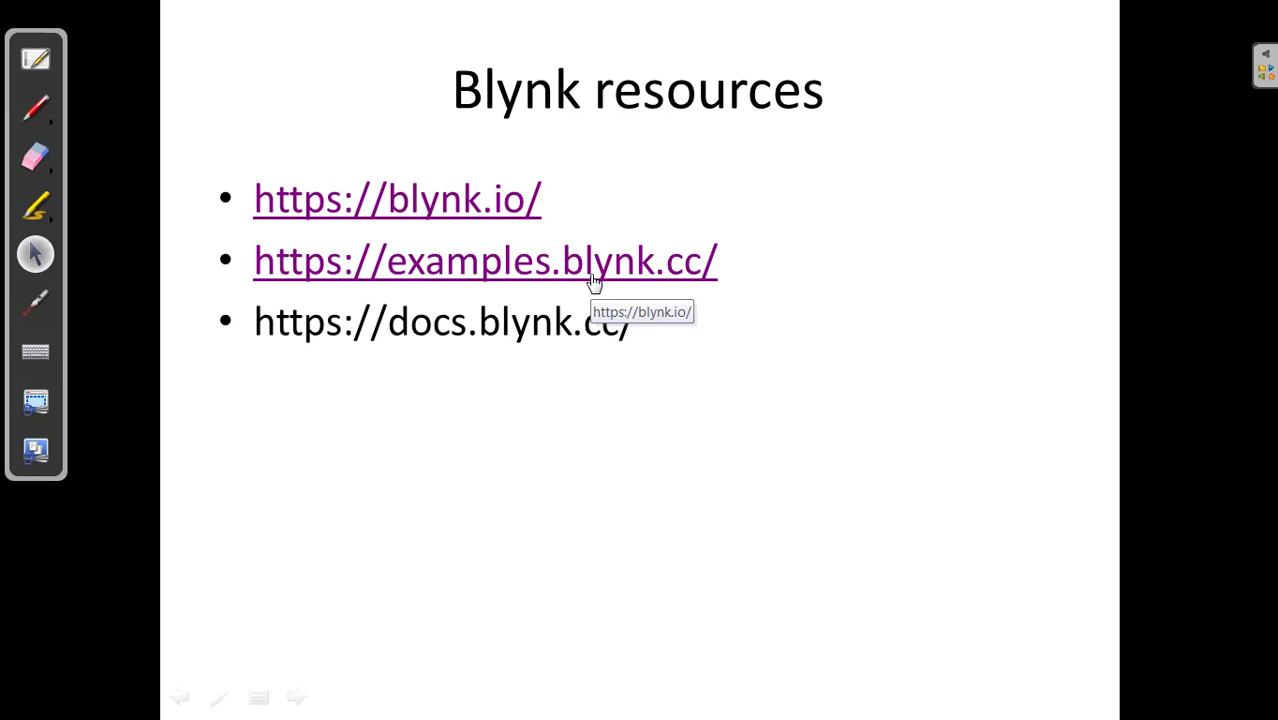 Blynk resources
• https://blynk.io/
• https://examples.blynk.cc/
https://blynk.io/
• https://docs.blynk.cc/